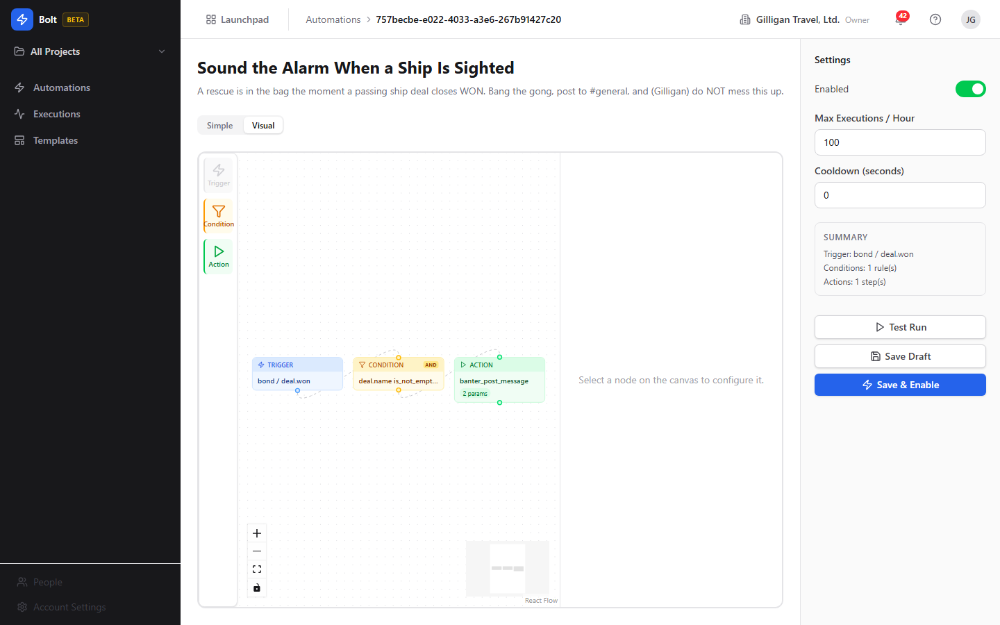 Bolt BETA
All Projects
Automations
Executions
Templates
People
Account Settings
Launchpad
Automations > 757becbe-e022-4033-a3e6-267b91427c20
Gilligan Travel, Ltd. Owner
42
JG
Sound the Alarm When a Ship Is Sighted
A rescue is in the bag the moment a passing ship deal closes WON. Bang the gong, post to #general, and (Gilligan) do NOT mess this up.
Simple
Visual
Trigger
Condition
Action
TRIGGER
bond / deal.won
CONDITION AND
deal.name is_not_empt...
ACTION
banter_post_message
2 params
React Flow
Select a node on the canvas to configure it.
Settings
Enabled
Max Executions / Hour
100
Cooldown (seconds)
0
SUMMARY
Trigger: bond / deal.won
Conditions: 1 rule(s)
Actions: 1 step(s)
Test Run
Save Draft
Save & Enable